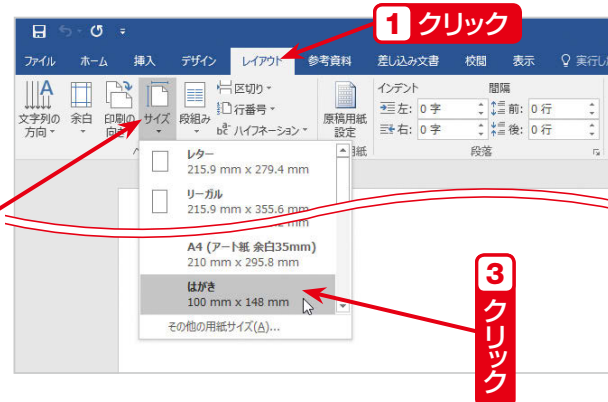 1 クリック
ファイル ホーム 挿入 デザイン レイアウト 参考資料 差し込み文書 校閲 表示 実行し
文字列の方向 余白 印刷の向き サイズ 段組み
区切り
行番号
ハイフネーション
原稿用紙設定
インデント
左: 0 字
右: 0 字
間隔
前: 0 行
後: 0 行
紙
段落
レター
215.9 mm x 279.4 mm
リーガル
215.9 mm x 355.6 mm
A4 (アート紙 余白35mm)
210 mm x 295.8 mm
はがき
100 mm x 148 mm
その他の用紙サイズ(A)...
3 クリック